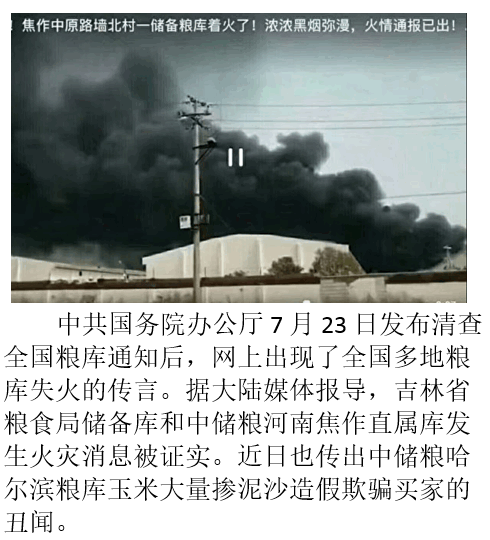 ！焦作中原路墙北村一储备粮库着火了！浓浓黑烟弥漫，火情通报已出！
中共国务院办公厅 7 月 23 日发布清查
全国粮库通知后，网上出现了全国多地粮
库失火的传言。据大陆媒体报导，吉林省
粮食局储备库和中储粮河南焦作直属库发
生火灾消息被证实。近日也传出中储粮哈
尔滨粮库玉米大量掺泥沙造假欺骗买家的
丑闻。